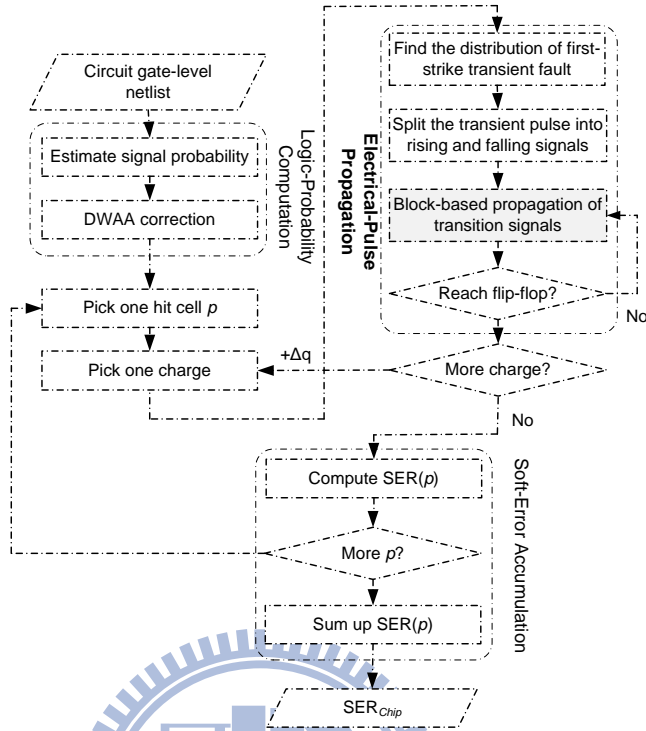 Circuit gate-level
netlist
Estimate signal probability
DWAA correction
Logic-Probability
Computation
Pick one hit cell p
Pick one charge
+Δq
Find the distribution of first-
strike transient fault
Split the transient pulse into
rising and falling signals
Block-based propagation of
transition signals
Reach flip-flop?
No
Electrical-Pulse
Propagation
More charge?
No
Compute SER(p)
More p?
Sum up SER(p)
Soft-Error Accumulation
SERChip